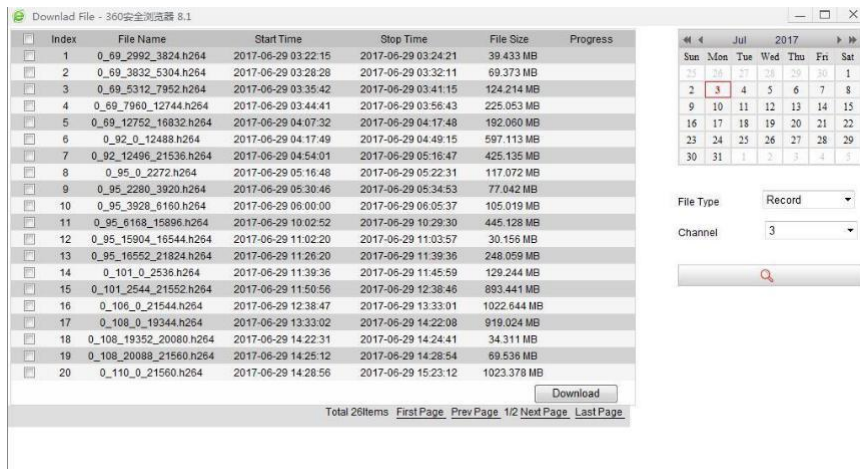 Downlad File - 360安全浏览器 8.1
Index File Name Start Time Stop Time File Size Progress
1 0_69_2992_3824.h264 2017-06-29 03:22:15 2017-06-29 03:24:21 39.433 MB
2 0_69_3832_5304.h264 2017-06-29 03:28:28 2017-06-29 03:32:11 69.373 MB
3 0_69_5312_7952.h264 2017-06-29 03:35:42 2017-06-29 03:41:15 124.214 MB
4 0_69_7960_12744.h264 2017-06-29 03:44:41 2017-06-29 03:56:43 225.053 MB
5 0_69_12752_16832.h264 2017-06-29 04:07:32 2017-06-29 04:17:48 192.060 MB
6 0_92_0_12488.h264 2017-06-29 04:17:49 2017-06-29 04:49:15 597.113 MB
7 0_92_12496_21536.h264 2017-06-29 04:54:01 2017-06-29 05:16:47 425.135 MB
8 0_95_0_2272.h264 2017-06-29 05:16:48 2017-06-29 05:22:31 117.072 MB
9 0_95_2280_3920.h264 2017-06-29 05:30:46 2017-06-29 05:34:53 77.042 MB
10 0_95_3928_6160.h264 2017-06-29 06:00:00 2017-06-29 06:05:37 105.019 MB
11 0_95_6168_15896.h264 2017-06-29 10:02:52 2017-06-29 10:29:30 445.128 MB
12 0_95_15904_16544.h264 2017-06-29 11:02:20 2017-06-29 11:03:57 30.156 MB
13 0_95_16552_21824.h264 2017-06-29 11:26:20 2017-06-29 11:39:36 248.059 MB
14 0_101_0_2536.h264 2017-06-29 11:39:36 2017-06-29 11:45:59 129.244 MB
15 0_101_2544_21552.h264 2017-06-29 11:50:56 2017-06-29 12:38:46 893.441 MB
16 0_106_0_21544.h264 2017-06-29 12:38:47 2017-06-29 13:33:01 1022.644 MB
17 0_108_0_19344.h264 2017-06-29 13:33:02 2017-06-29 14:22:08 919.024 MB
18 0_108_19352_20080.h264 2017-06-29 14:22:31 2017-06-29 14:24:41 34.311 MB
19 0_108_20088_21560.h264 2017-06-29 14:25:12 2017-06-29 14:28:54 69.536 MB
20 0_110_0_21560.h264 2017-06-29 14:28:56 2017-06-29 15:23:12 1023.378 MB
Download
Total 26Items First Page Prev Page 1/2 Next Page Last Page
Jul 2017
Sun Mon Tue Wed Thu Fri Sat
25 26 27 28 29 30 1
2 3 4 5 6 7 8
9 10 11 12 13 14 15
16 17 18 19 20 21 22
23 24 25 26 27 28 29
30 31 1 2 3 4 5
File Type Record
Channel 3